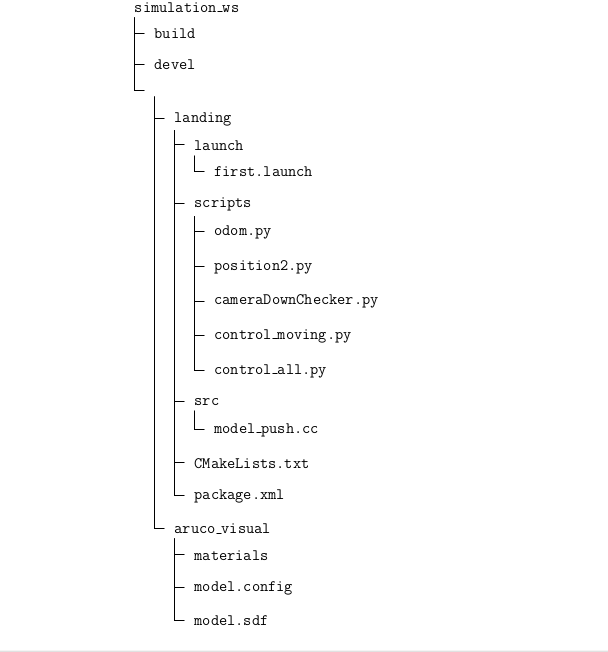 simulation_ws
build
devel
landing
launch
first.launch
scripts
odom.py
position2.py
cameraDownChecker.py
control_moving.py
control_all.py
src
model_push.cc
CMakeLists.txt
package.xml
aruco_visual
materials
model.config
model.sdf